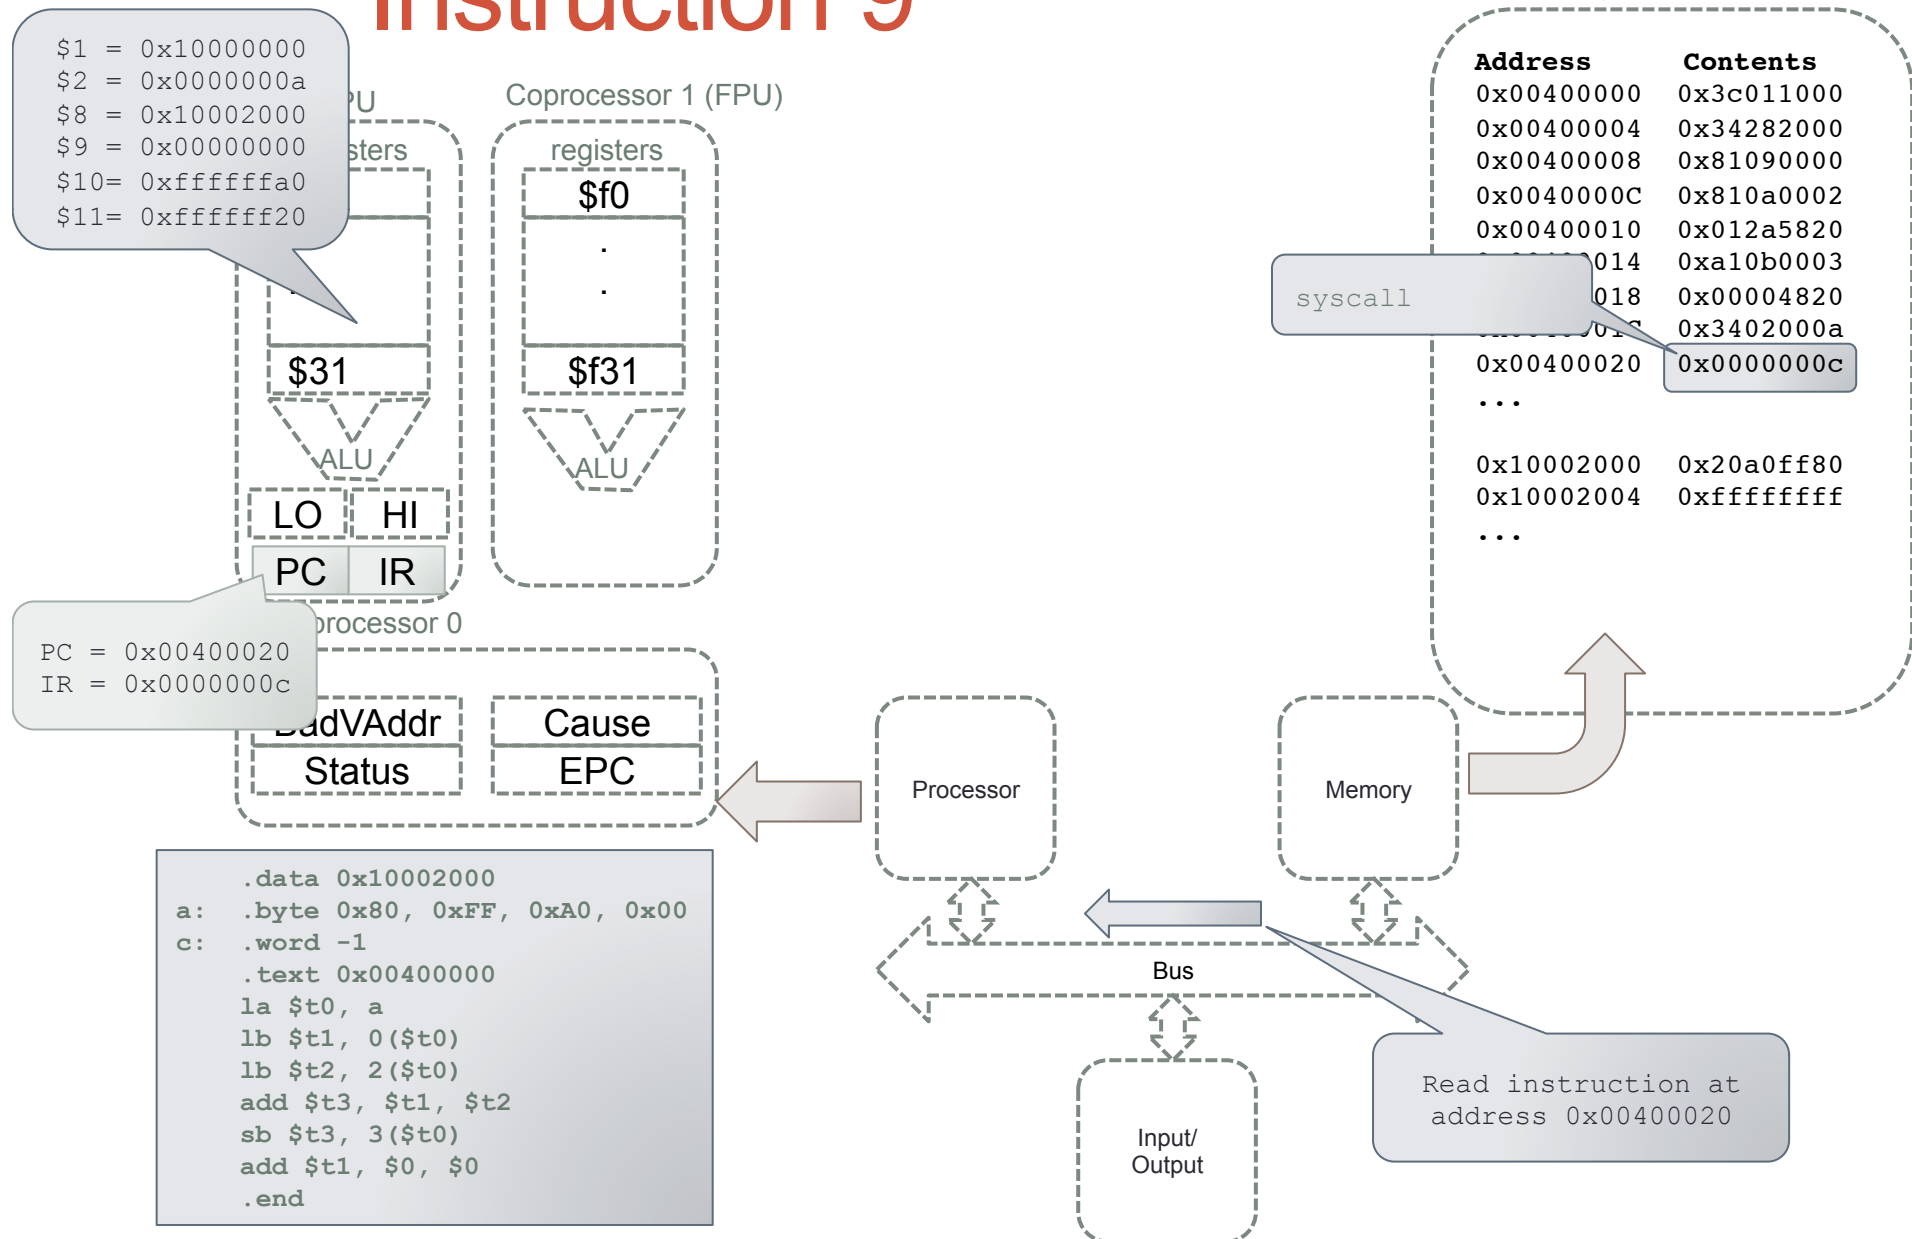 Instruction 9
$1 = 0x10000000
$2 = 0x0000000a
$8 = 0x10002000
$9 = 0x00000000
$10= 0xffffffa0
$11= 0xffffff20
Coprocessor 1 (FPU)
registers
$f0
.
.
$31
$f31
ALU
ALU
LO HI
PC IR
PC = 0x00400020
IR = 0x0000000c
Cause
Status
EPC
.data 0x10002000
a: .byte 0x80, 0xFF, 0xA0, 0x00
c: .word -1
.text 0x00400000
la $t0, a
lb $t1, 0($t0)
lb $t2, 2($t0)
add $t3, $t1, $t2
sb $t3, 3($t0)
add $t1, $0, $0
.end
Processor
Memory
Bus
Input/
Output
Read instruction at
address 0x00400020
Address Contents
0x00400000 0x3c011000
0x00400004 0x34282000
0x00400008 0x81090000
0x0040000C 0x810a0002
0x00400010 0x012a5820
014 0xa10b0003
018 0x00004820
0x3402000a
0x00400020 0x0000000c
...
0x10002000 0x20a0ff80
0x10002004 0xffffffff
...
syscall